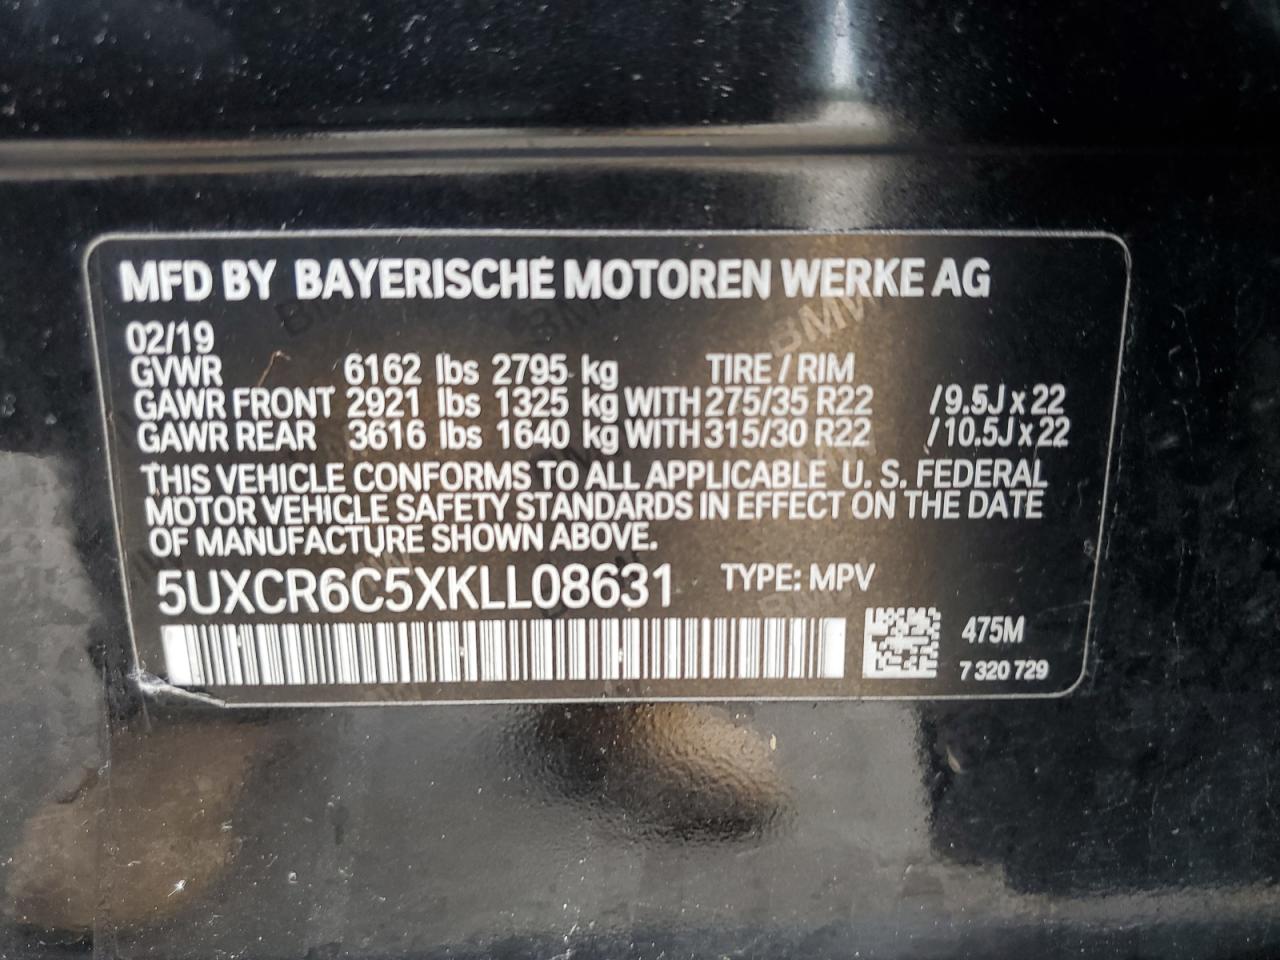 MFD BY BAYERISCHE MOTOREN WERKE AG
02/19
GVWR 6162 lbs 2795 kg TIRE / RIM
GAWR FRONT 2921 lbs 1325 kg WITH 275/35 R22 / 9.5J x 22
GAWR REAR 3616 lbs 1640 kg WITH 315/30 R22 / 10.5J x 22
THIS VEHICLE CONFORMS TO ALL APPLICABLE U. S. FEDERAL
MOTOR VEHICLE SAFETY STANDARDS IN EFFECT ON THE DATE
OF MANUFACTURE SHOWN ABOVE.
5UXCR6C5XKLL08631 TYPE: MPV
475M
7 320 729